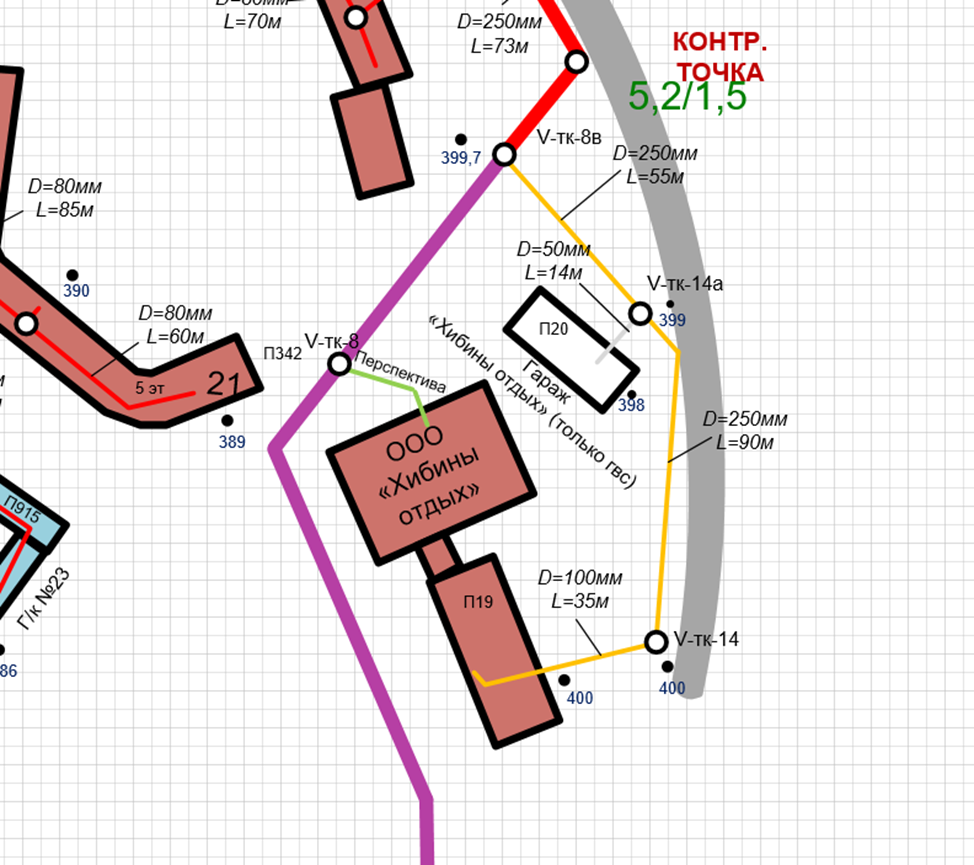 L=70м
D=250мм
L=73м
КОНТР.
ТОЧКА
5,2/1,5
V-тк-8в
399,7
D=250мм
L=55м
D=80мм
L=85м
390
D=50мм
L=14м
V-тк-14а
399
D=80мм
L=60м
П20
V-тк-8
П342
Перспектива
Гараж
«Хибины
отдых» (только гвс)
5 эт
21
398
389
D=250мм
L=90м
ООО
«Хибины
отдых»
П915
Г/к №23
D=100мм
L=35м
П19
V-тк-14
86
400
400